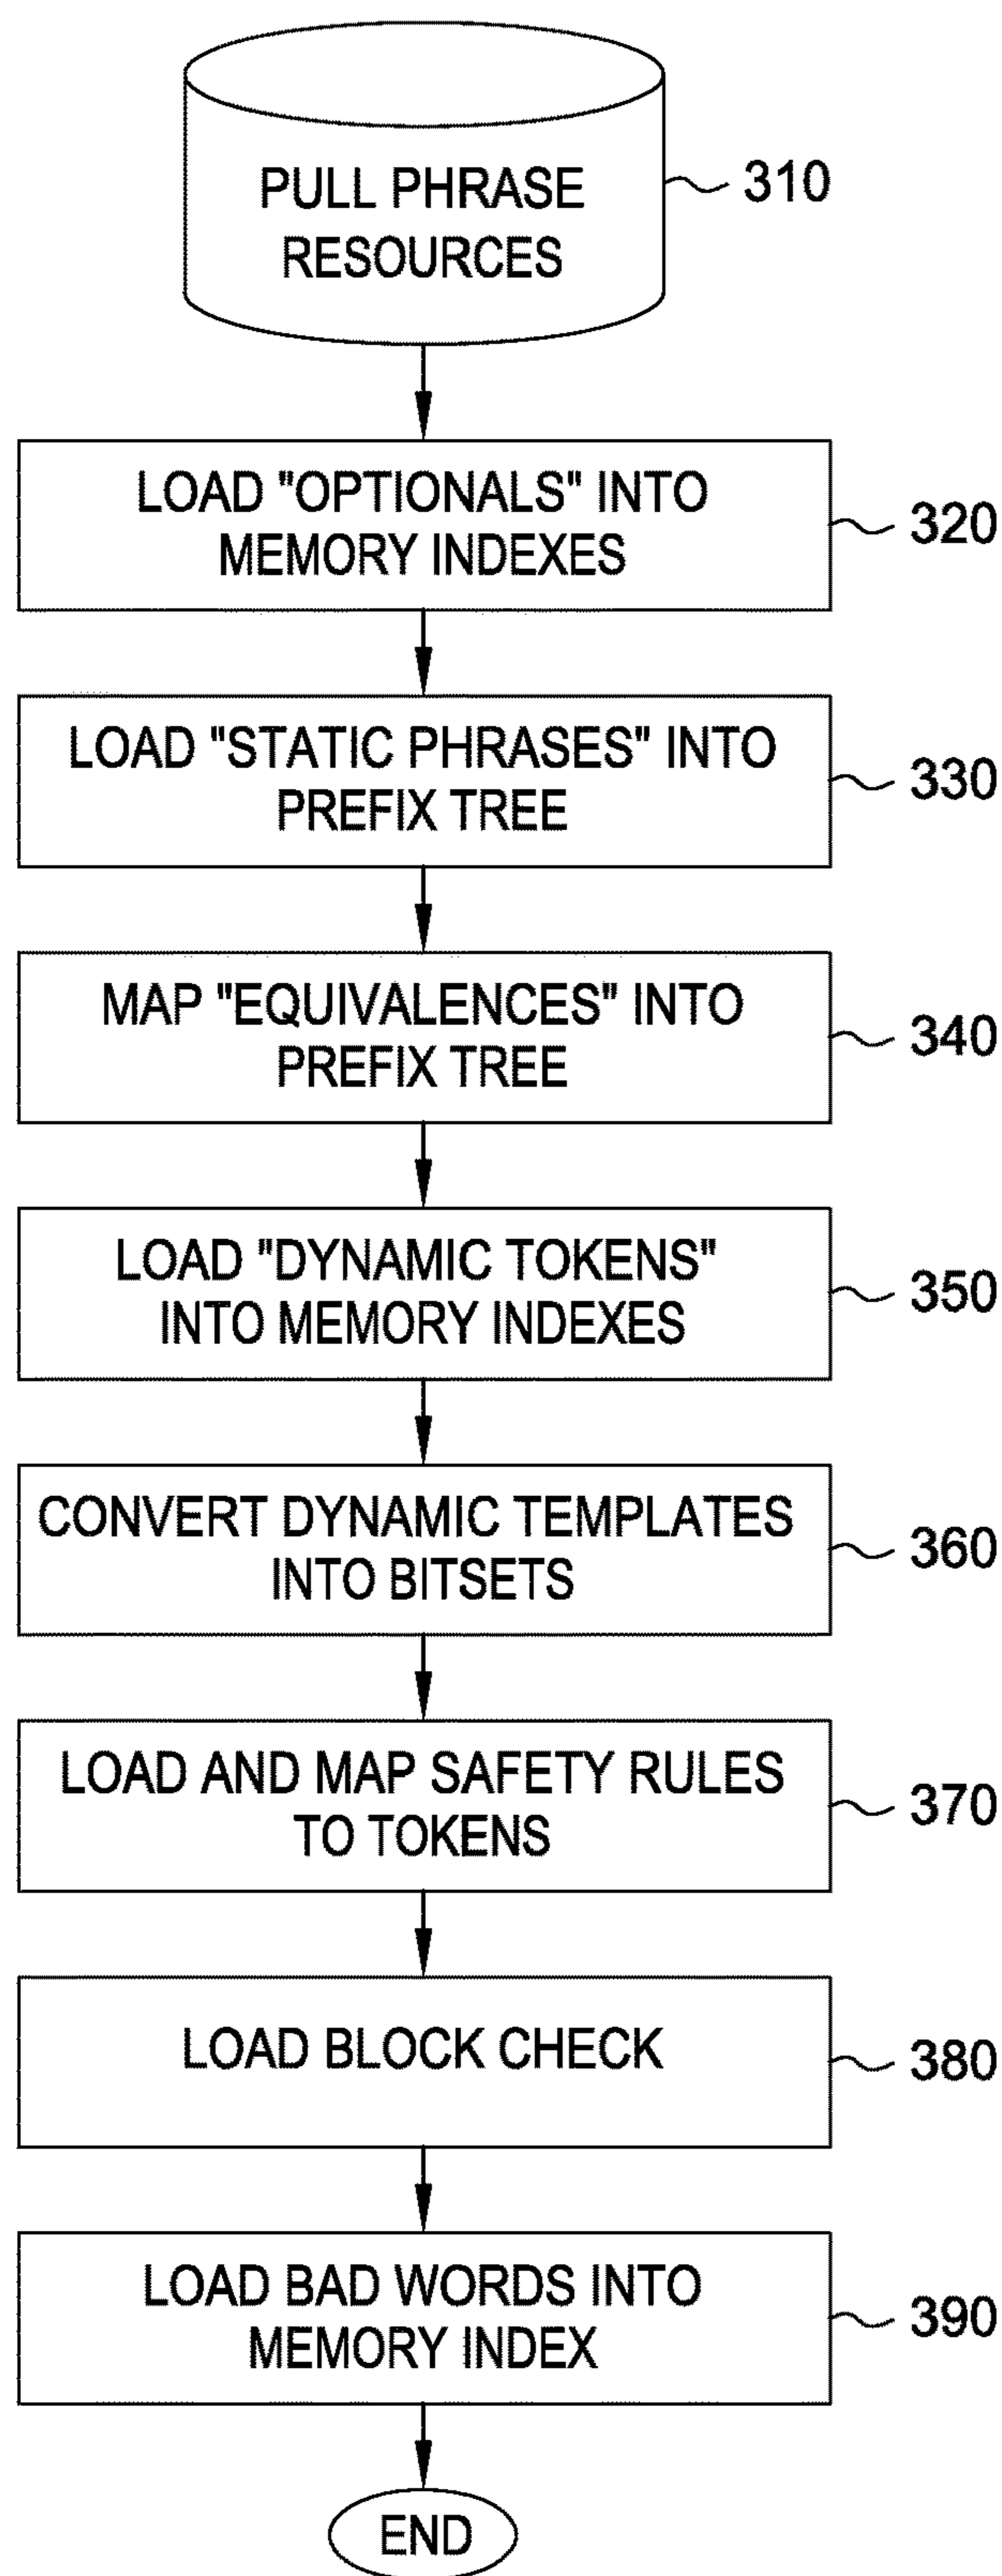 PULL PHRASE
RESOURCES
310
LOAD "OPTIONALS" INTO
MEMORY INDEXES
320
LOAD "STATIC PHRASES" INTO
PREFIX TREE
330
MAP "EQUIVALENCES" INTO
PREFIX TREE
340
LOAD "DYNAMIC TOKENS"
INTO MEMORY INDEXES
350
CONVERT DYNAMIC TEMPLATES
INTO BITSETS
360
LOAD AND MAP SAFETY RULES
TO TOKENS
370
LOAD BLOCK CHECK
380
LOAD BAD WORDS INTO
MEMORY INDEX
390
END